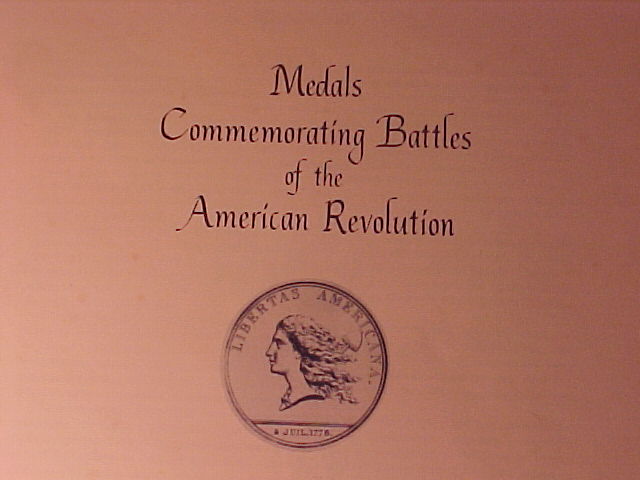 Medals
Commemorating Battles
of the
American Revolution
LIBERTAS AMERICANA.
4 JUIL. 1776.